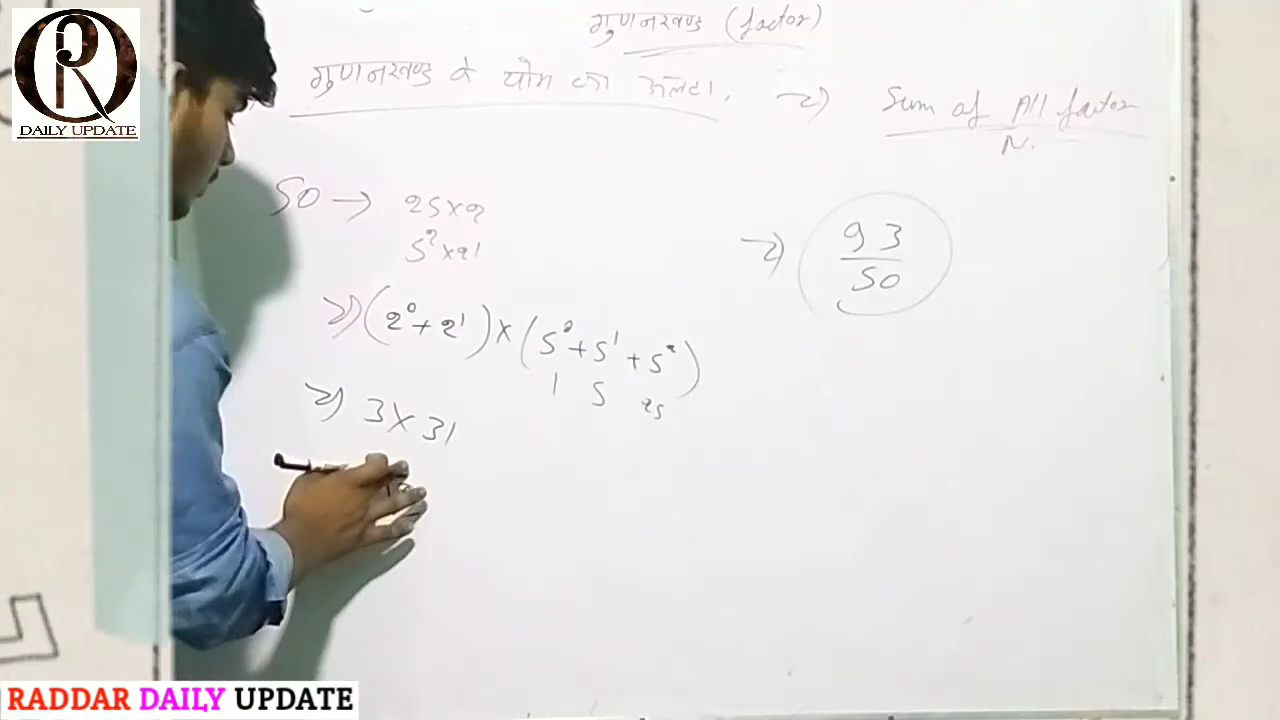 गुणनखण्ड (factor)
गुणनखण्ड के योग का उल्टा, => Sum of All factor
N.
50 → 25×2
5²×2¹
=> (2⁰+2¹)×(5⁰+5¹+5²)
1 5 25
=> 3×31
=> 93
50
DAILY UPDATE
RADDAR DAILY UPDATE